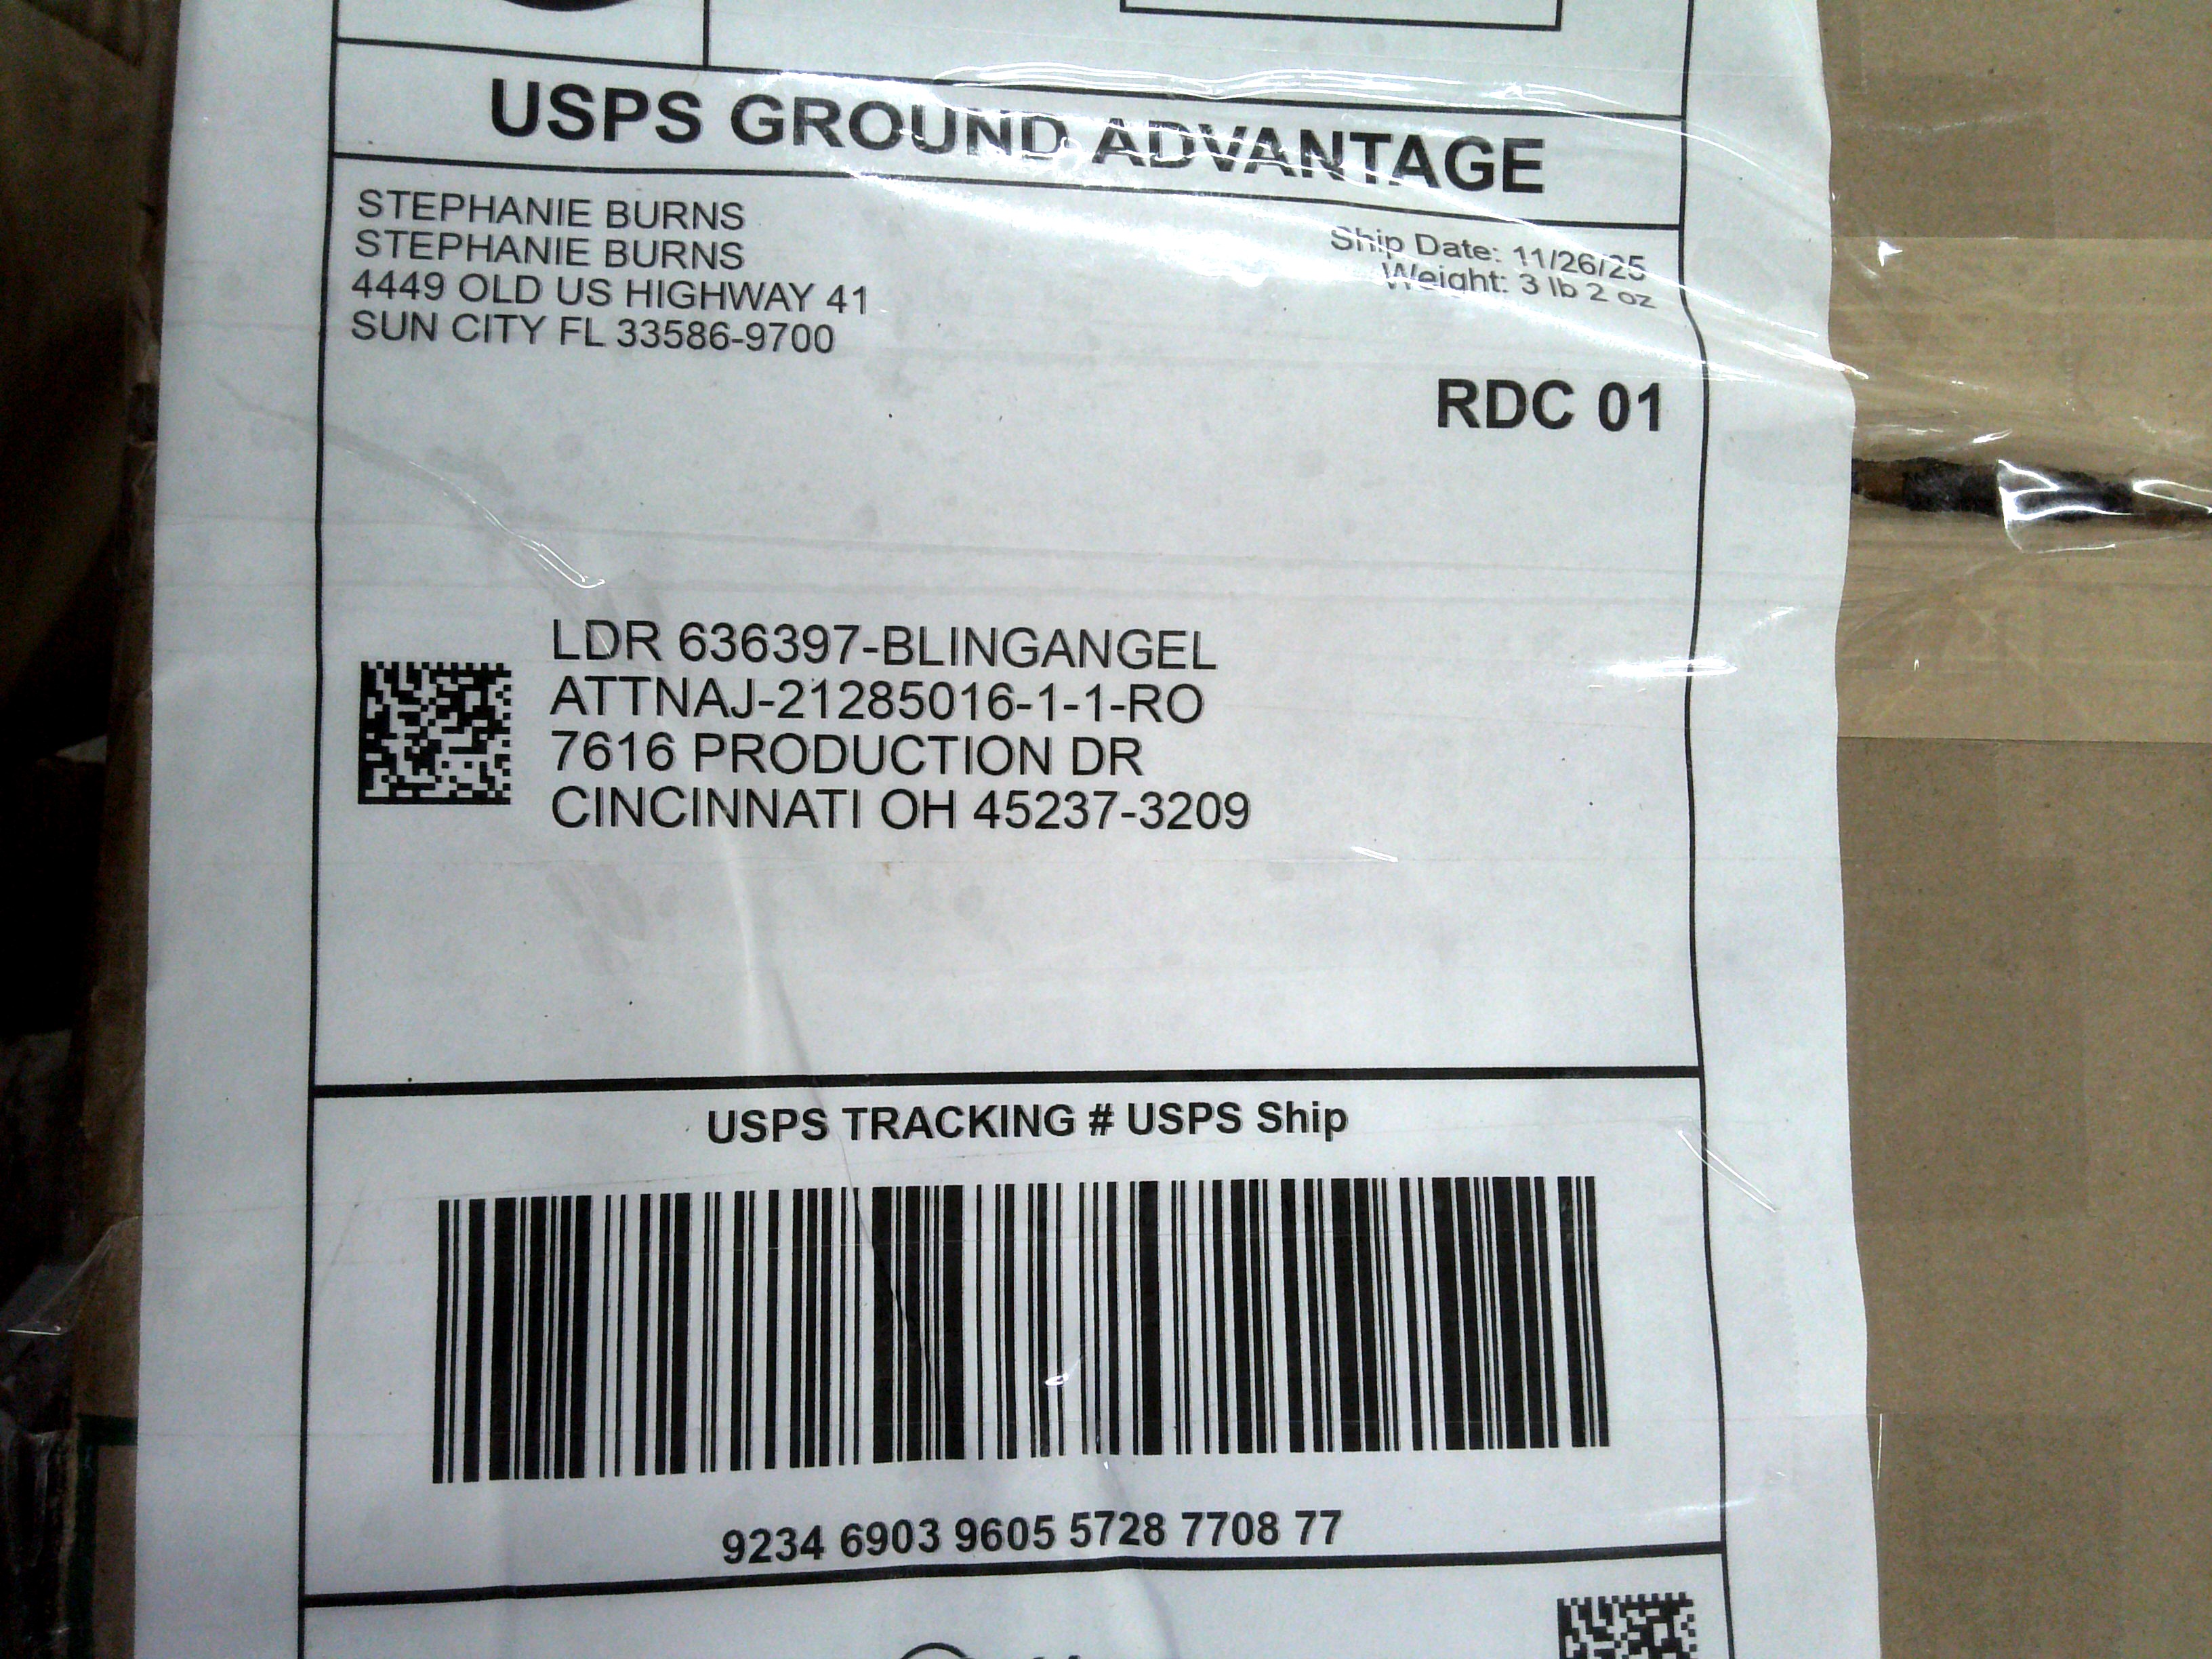 USPS GROUND ADVANTAGE
STEPHANIE BURNS
STEPHANIE BURNS
4449 OLD US HIGHWAY 41
SUN CITY FL 33586-9700
Ship Date: 11/26/25
Weight: 3 lb 2 oz
RDC 01
LDR 636397-BLINGANGEL
ATTNAJ-21285016-1-1-RO
7616 PRODUCTION DR
CINCINNATI OH 45237-3209
USPS TRACKING # USPS Ship
9234 6903 9605 5728 7708 77